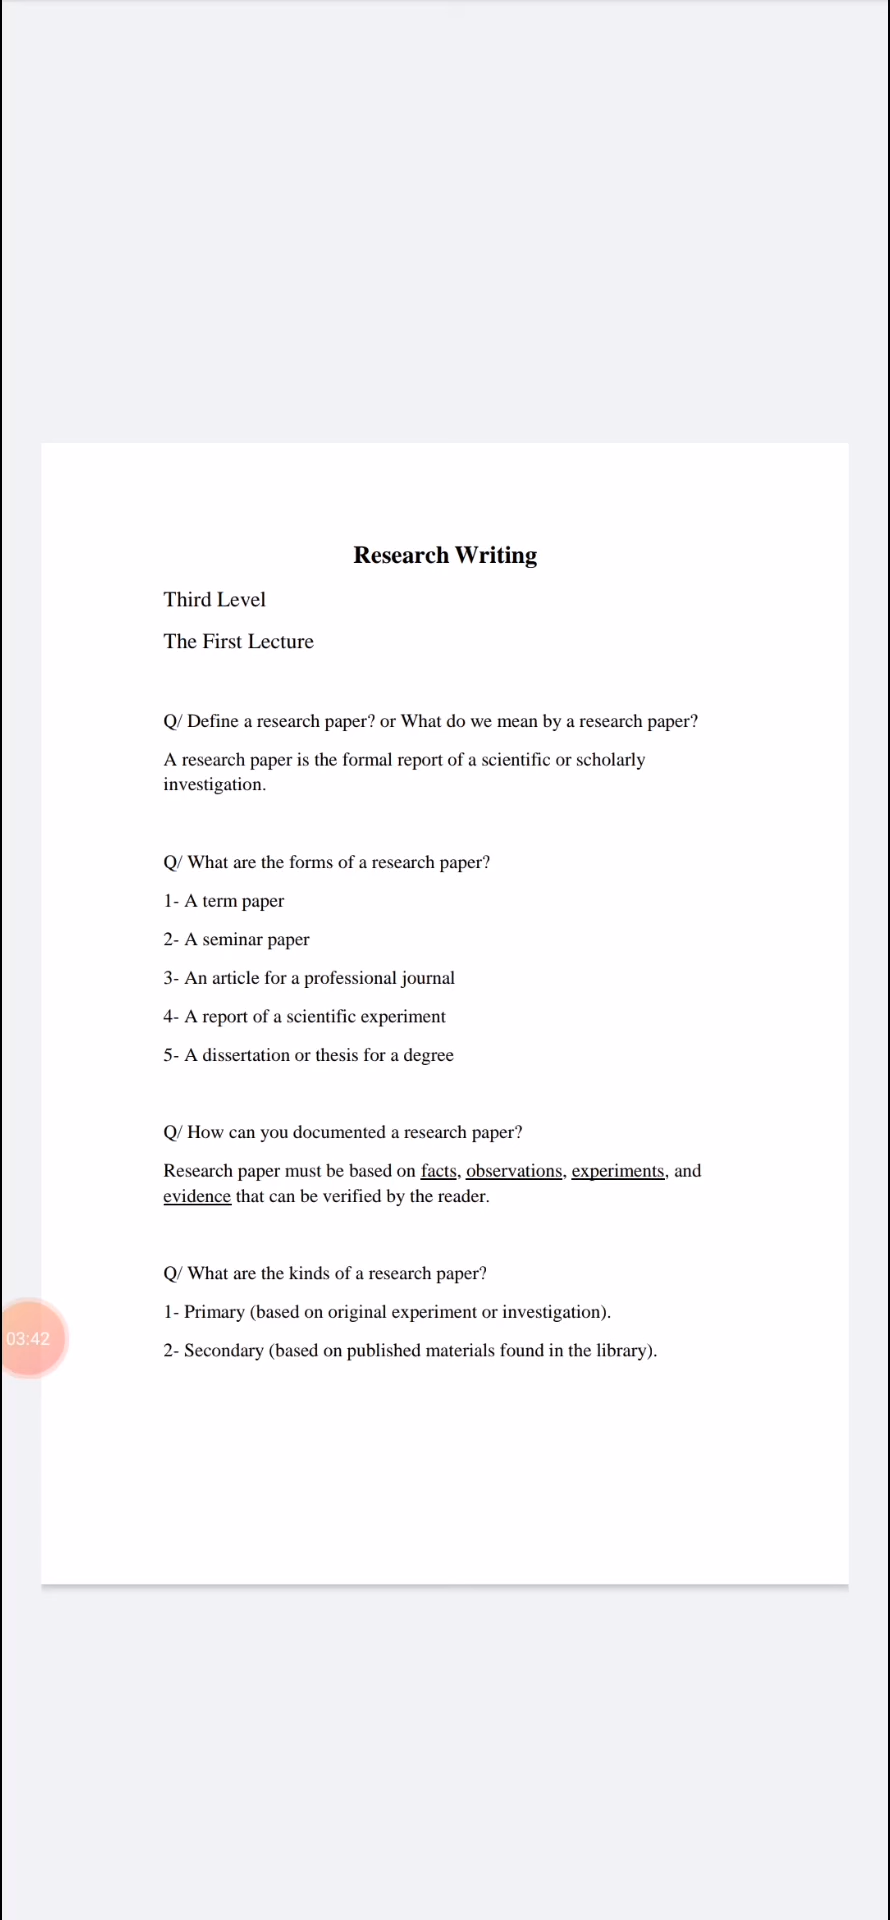 Research Writing
Third Level
The First Lecture
Q/ Define a research paper? or What do we mean by a research paper?
A research paper is the formal report of a scientific or scholarly
investigation.
Q/ What are the forms of a research paper?
1- A term paper
2- A seminar paper
3- An article for a professional journal
4- A report of a scientific experiment
5- A dissertation or thesis for a degree
Q/ How can you documented a research paper?
Research paper must be based on facts, observations, experiments, and
evidence that can be verified by the reader.
Q/ What are the kinds of a research paper?
1- Primary (based on original experiment or investigation).
03:42
2- Secondary (based on published materials found in the library).